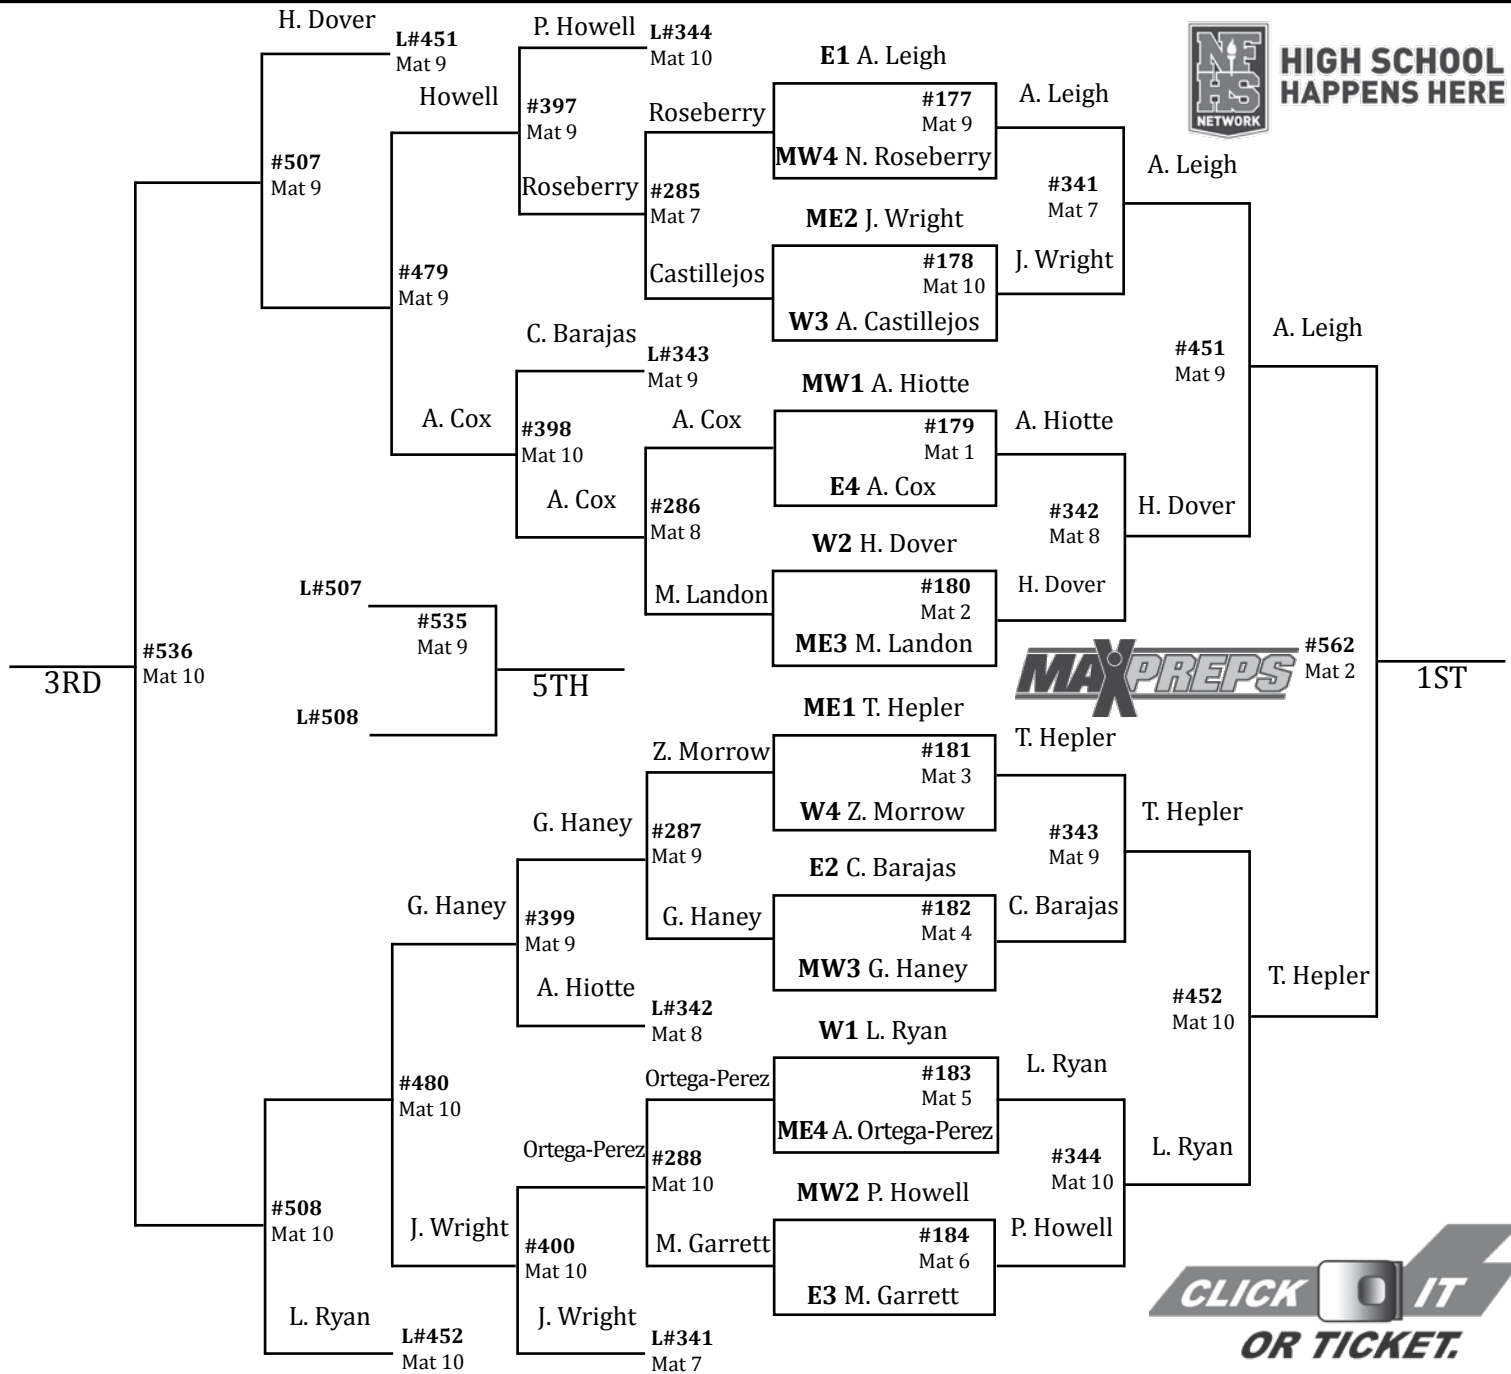 H. Dover
L#451
Mat 9
P. Howell
L#344
Mat 10
E1 A. Leigh
NFHS
NETWORK
HIGH SCHOOL
HAPPENS HERE
Howell
#397
Mat 9
Roseberry
#177
Mat 9
A. Leigh
MW4 N. Roseberry
#507
Mat 9
Roseberry
#285
Mat 7
A. Leigh
#341
Mat 7
ME2 J. Wright
#479
Mat 9
Castillejos
#178
Mat 10
J. Wright
W3 A. Castillejos
C. Barajas
L#343
Mat 9
A. Leigh
#451
Mat 9
MW1 A. Hiotte
A. Cox
#398
Mat 10
A. Cox
#179
Mat 1
A. Hiotte
E4 A. Cox
A. Cox
#286
Mat 8
#342
Mat 8
H. Dover
W2 H. Dover
L#507
M. Landon
#180
Mat 2
H. Dover
#535
Mat 9
ME3 M. Landon
#536
Mat 10
3RD
5TH
MAXPREPS
#562
Mat 2
1ST
L#508
ME1 T. Hepler
Z. Morrow
#181
Mat 3
T. Hepler
W4 Z. Morrow
G. Haney
#287
Mat 9
#343
Mat 9
T. Hepler
E2 C. Barajas
G. Haney
#399
Mat 9
G. Haney
#182
Mat 4
C. Barajas
MW3 G. Haney
A. Hiotte
L#342
Mat 8
#452
Mat 10
T. Hepler
W1 L. Ryan
#480
Mat 10
Ortega-Perez
#183
Mat 5
L. Ryan
ME4 A. Ortega-Perez
Ortega-Perez
#288
Mat 10
#344
Mat 10
L. Ryan
MW2 P. Howell
#508
Mat 10
J. Wright
#400
Mat 10
M. Garrett
#184
Mat 6
P. Howell
E3 M. Garrett
L. Ryan
L#452
Mat 10
J. Wright
L#341
Mat 7
CLICK IT
OR TICKET.